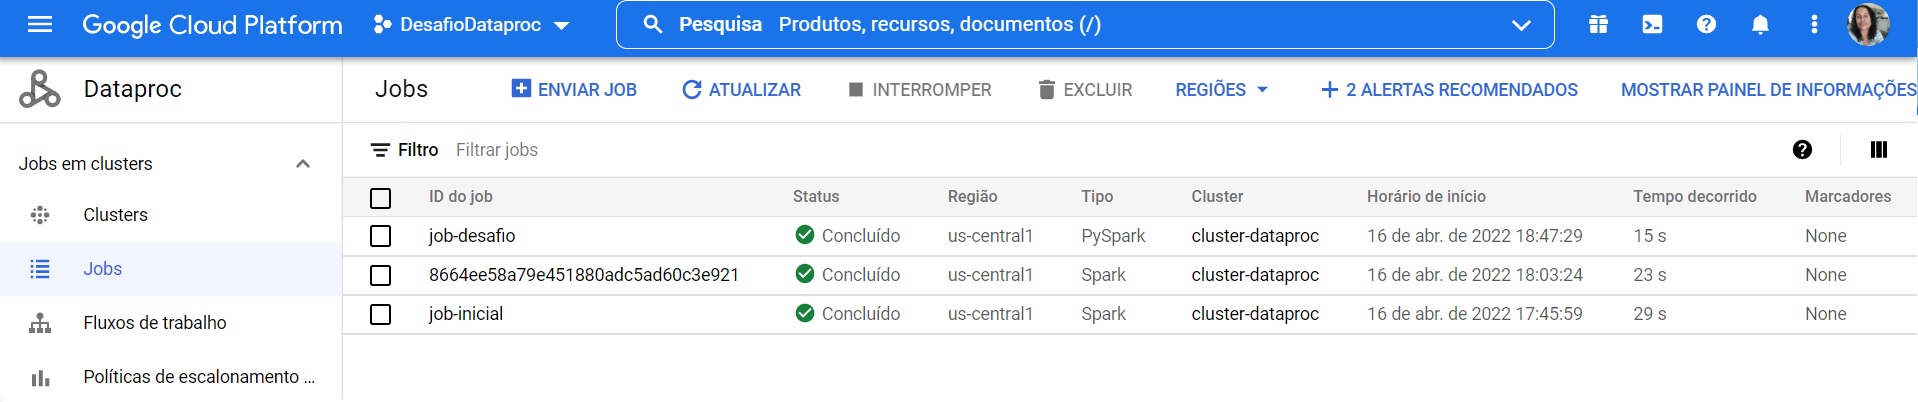 Google Cloud Platform DesafioDataproc Pesquisa Produtos, recursos, documentos (/)
Dataproc
Jobs ENVIAR JOB ATUALIZAR INTERROMPER EXCLUIR REGIÕES 2 ALERTAS RECOMENDADOS MOSTRAR PAINEL DE INFORMAÇÕES
Jobs em clusters
Clusters
Jobs
Fluxos de trabalho
Políticas de escalonamento ...
Filtro Filtrar jobs
ID do job Status Região Tipo Cluster Horário de início Tempo decorrido Marcadores
job-desafio Concluído us-central1 PySpark cluster-dataproc 16 de abr. de 2022 18:47:29 15 s None
8664ee58a79e451880adc5ad60c3e921 Concluído us-central1 Spark cluster-dataproc 16 de abr. de 2022 18:03:24 23 s None
job-inicial Concluído us-central1 Spark cluster-dataproc 16 de abr. de 2022 17:45:59 29 s None